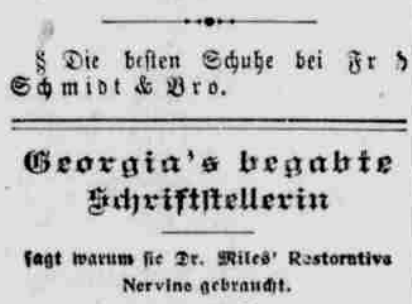 § Die besten Schuhe bei Fr
Schmidt & Bro.
Georgia's begabte
Schriftstellerin
sagt warum sie Dr. Miles' Restorative
Nervine gebraucht.